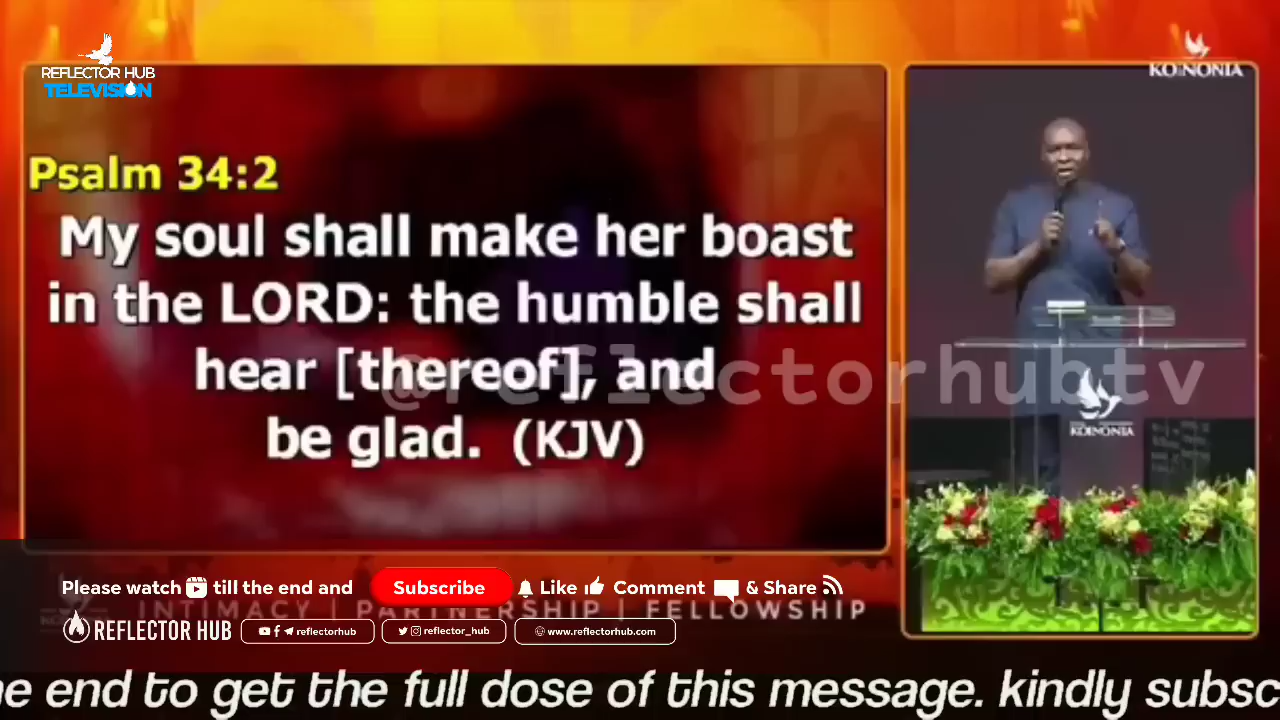 REFLECTOR HUB
TELEVISION
KOINONIA
Psalm 34:2
My soul shall make her boast
in the LORD: the humble shall
hear [thereof], and
be glad. (KJV)
@reflectorhubtv
KOINONIA
Please watch till the end and Subscribe Like Comment & Share
INTIMACY | PARTNERSHIP | FELLOWSHIP
REFLECTOR HUB reflectorhub reflector_hub www.reflectorhub.com
e end to get the full dose of this message. kindly subsc